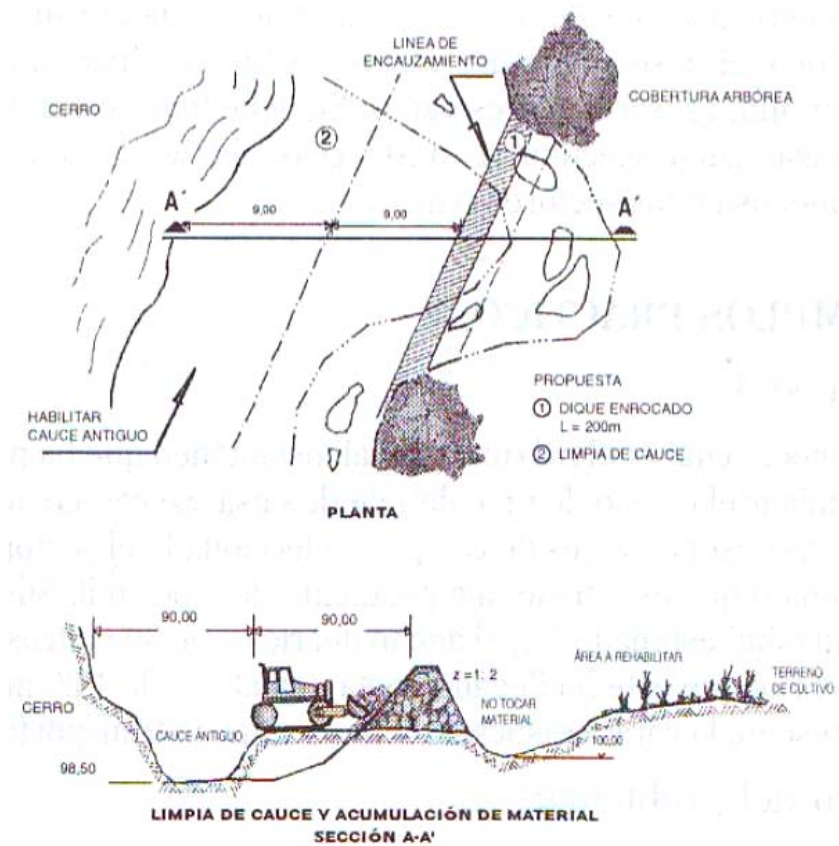 LINEA DE
ENCAUZAMIENTO
CERRO
COBERTURA ARBÓREA
2
1
A'
9,00
9,00
A
HABILITAR
CAUCE ANTIGUO
PROPUESTA
1 DIQUE ENROCADO
L = 200m
2 LIMPIA DE CAUCE
PLANTA
90,00
90,00
z = 1: 2
ÁREA A REHABILITAR
CERRO
CAUCE ANTIGUO
NO TOCAR
MATERIAL
TERRENO
DE CULTIVO
98,50
100,00
LIMPIA DE CAUCE Y ACUMULACIÓN DE MATERIAL
SECCIÓN A-A'